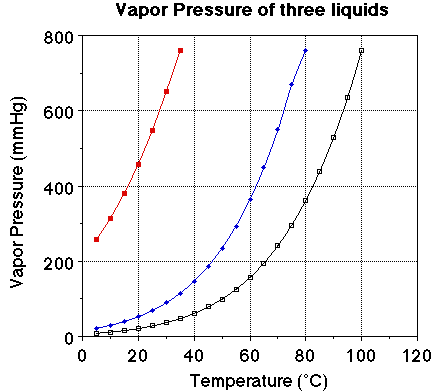 Vapor Pressure of three liquids
800
600
400
200
0
Vapor Pressure (mmHg)
0 20 40 60 80 100 120
Temperature (°C)